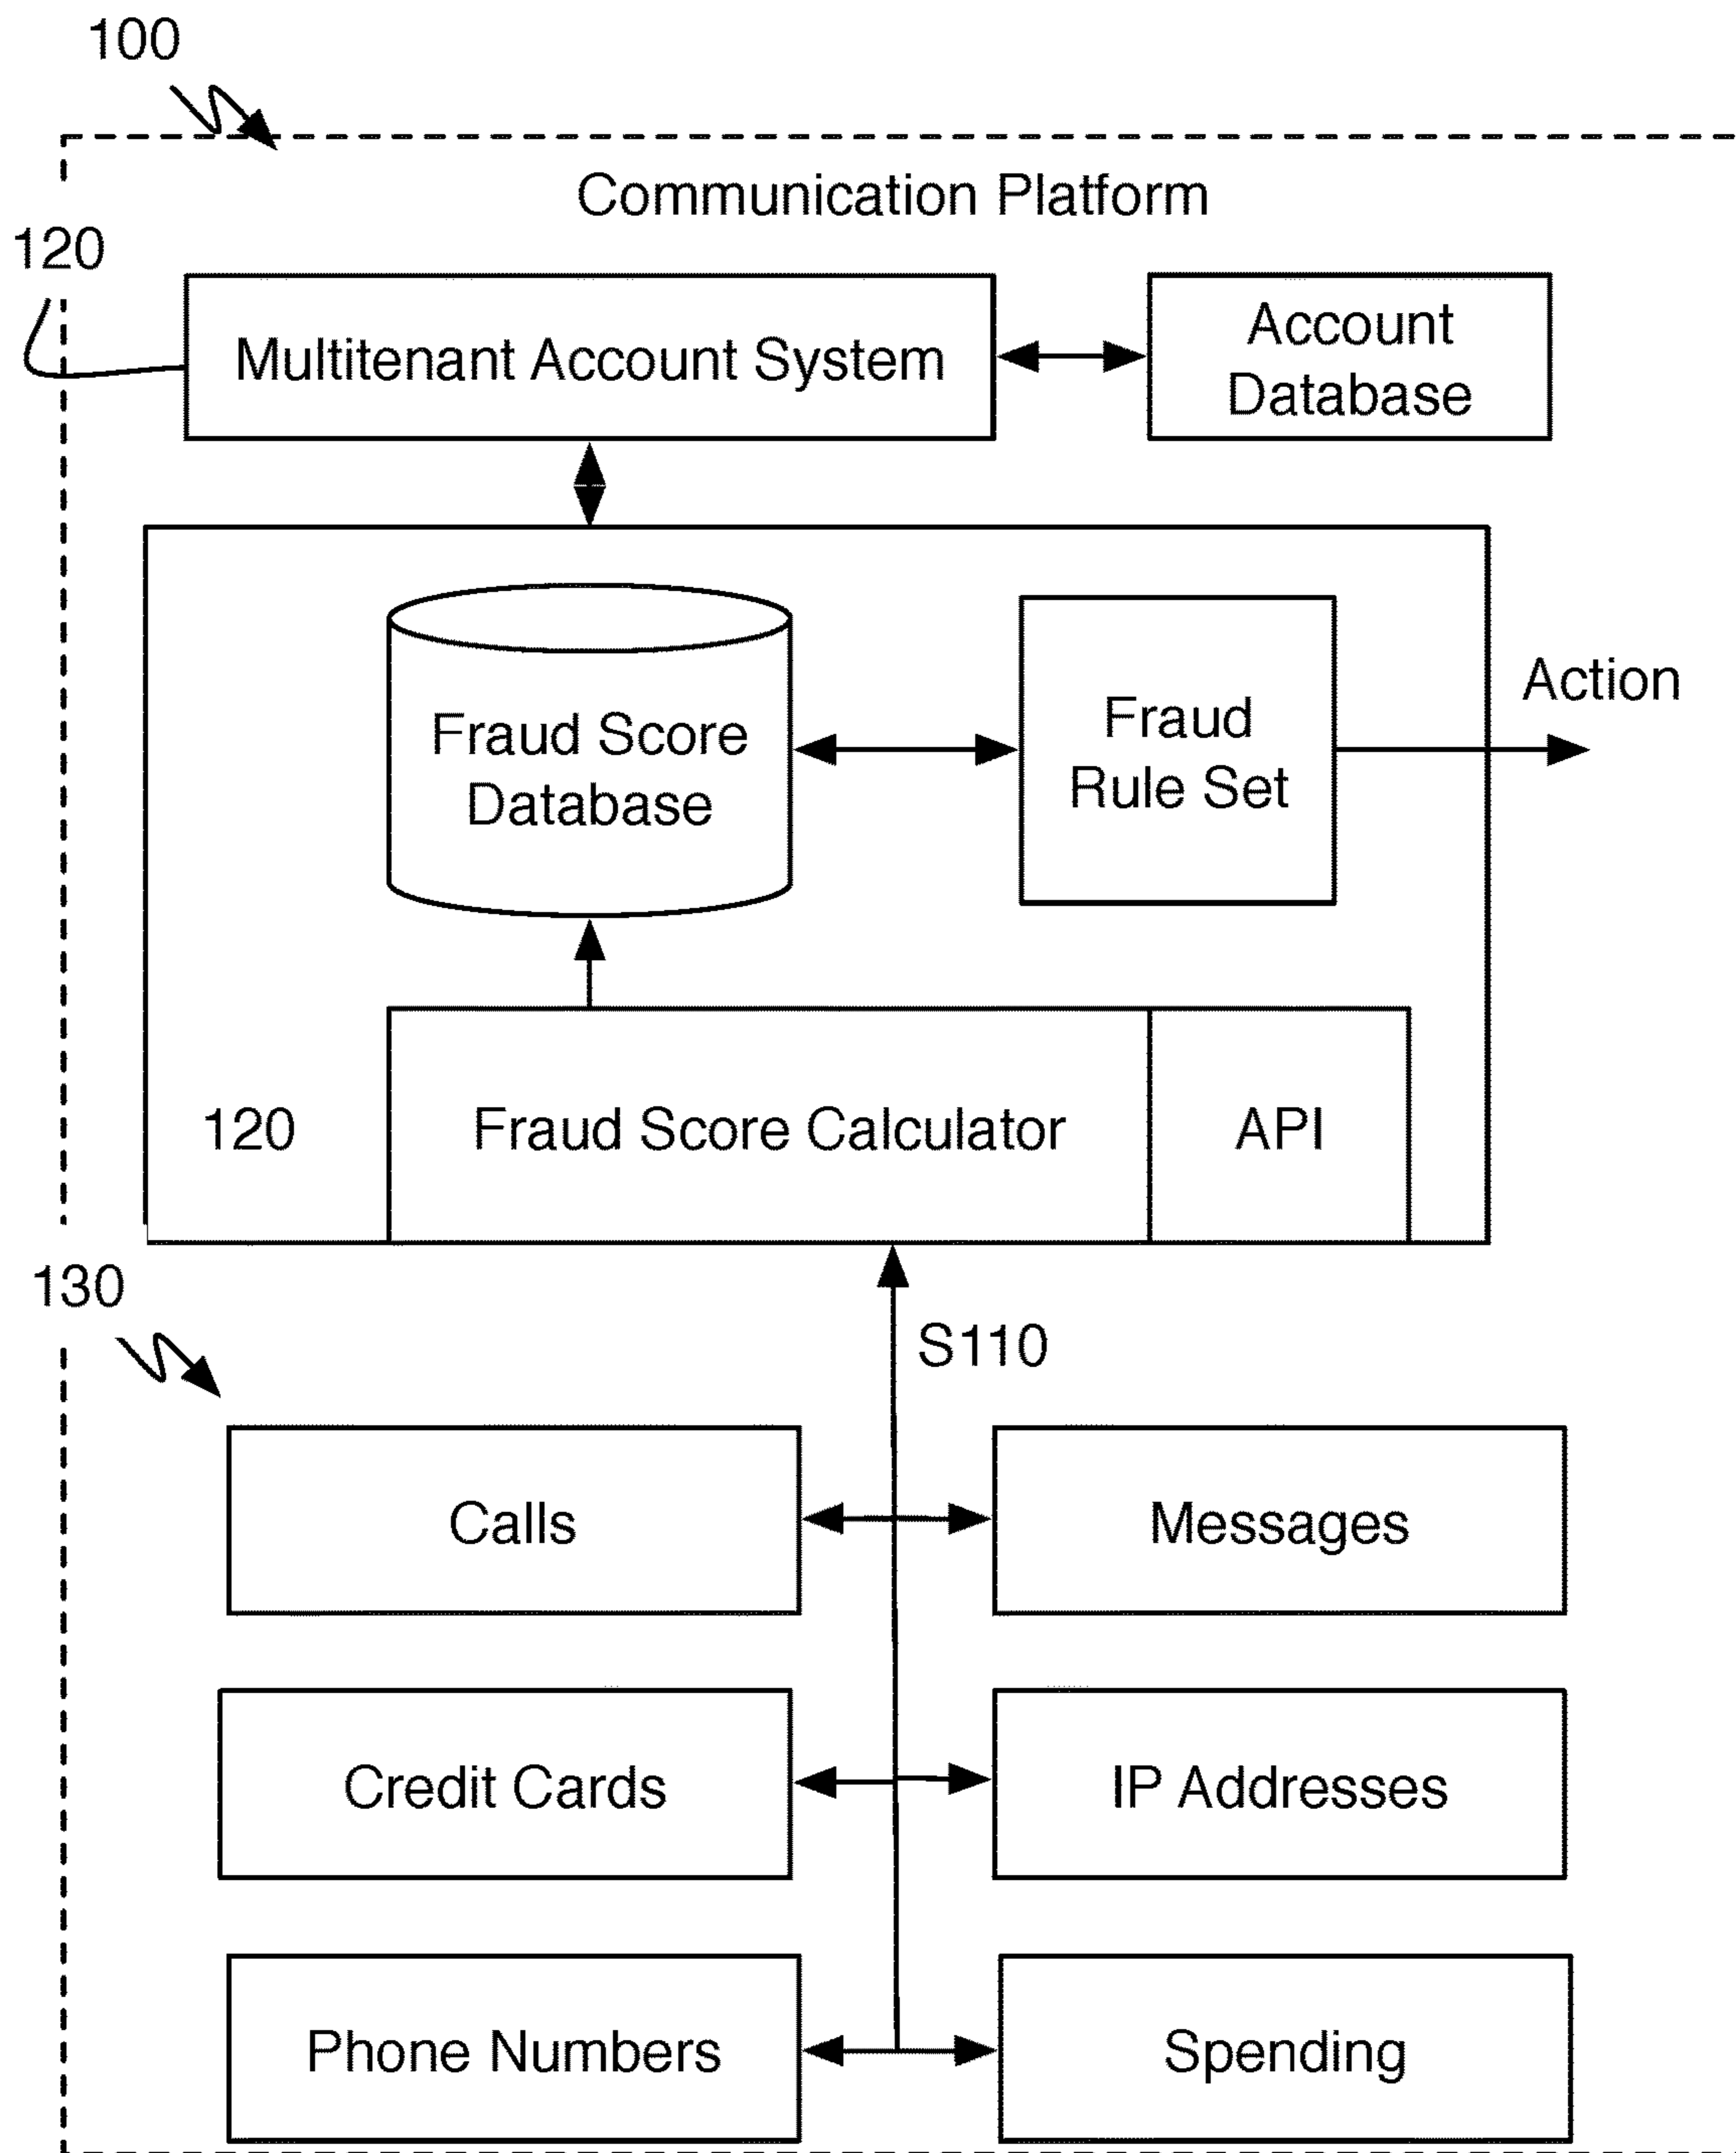 100
Communication Platform
120
Multitenant Account System
Account
Database
Fraud Score
Database
Fraud
Rule Set
Action
120
Fraud Score Calculator
API
130
S110
Calls
Messages
Credit Cards
IP Addresses
Phone Numbers
Spending